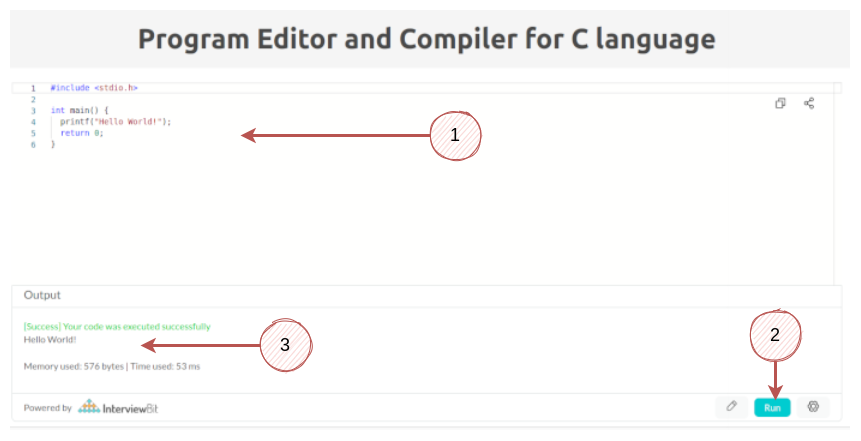 Program Editor and Compiler for C language
1 #include <stdio.h>
2
3 int main() {
4 printf("Hello World!");
5 return 0;
6 }
1
Output
[Success] Your code was executed successfully
Hello World!
3
2
Memory used: 576 bytes | Time used: 53 ms
Powered by InterviewBit
Run